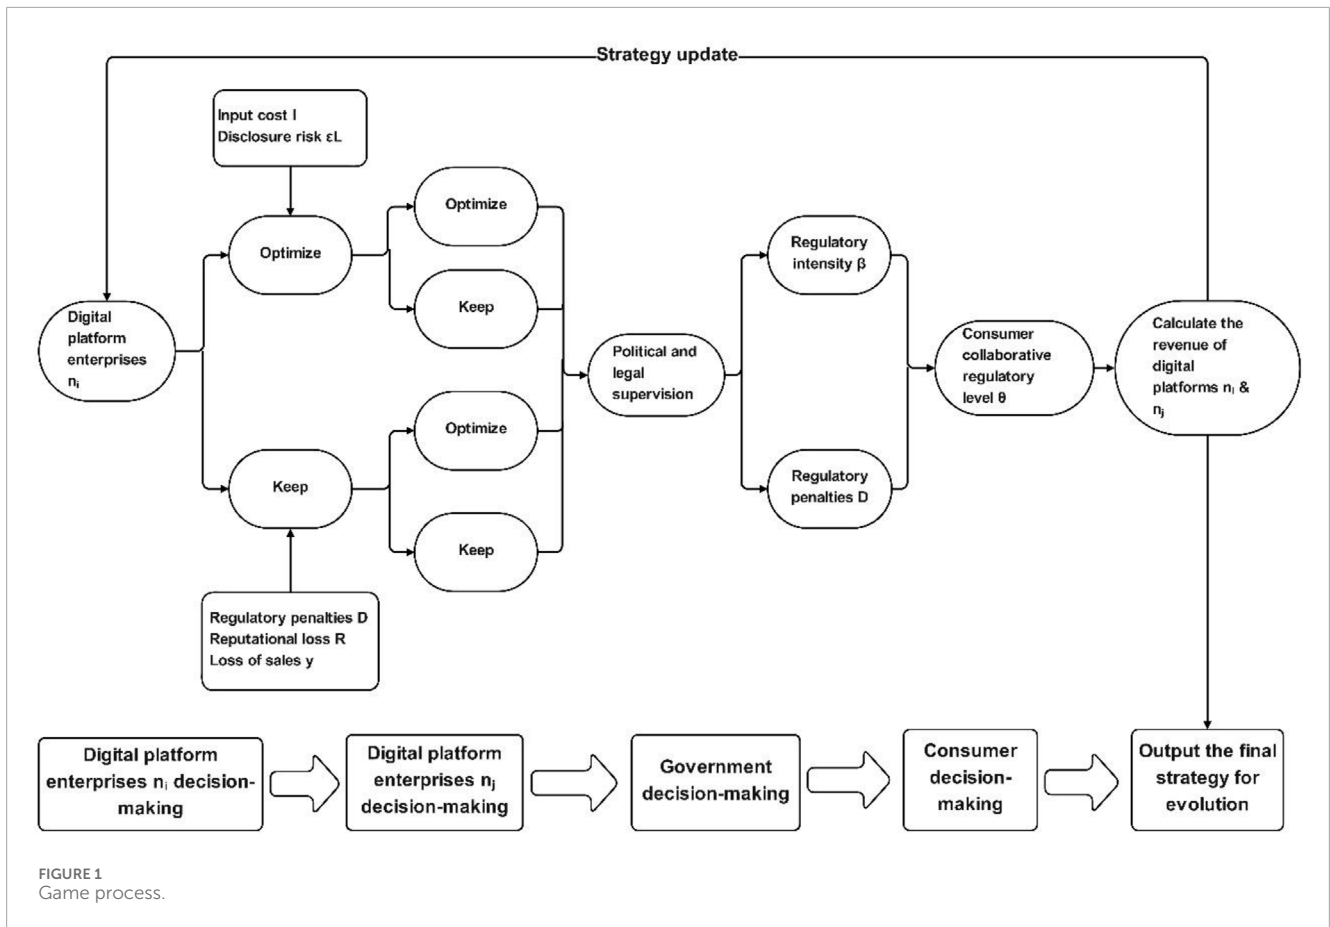 Strategy update
Input cost I
Disclosure risk εL
Optimize
Optimize
Keep
Digital
platform
enterprises
nᵢ
Political and
legal
supervision
Regulatory
intensity β
Consumer
collaborative
regulatory
level θ
Calculate the
revenue of
digital
platforms nᵢ &
nⱼ
Keep
Optimize
Keep
Regulatory
penalties D
Regulatory penalties D
Reputational loss R
Loss of sales y
Digital platform
enterprises nᵢ decision-
making
Digital platform
enterprises nⱼ
decision-making
Government
decision-making
Consumer
decision-
making
Output the final
strategy for
evolution
FIGURE 1
Game process.